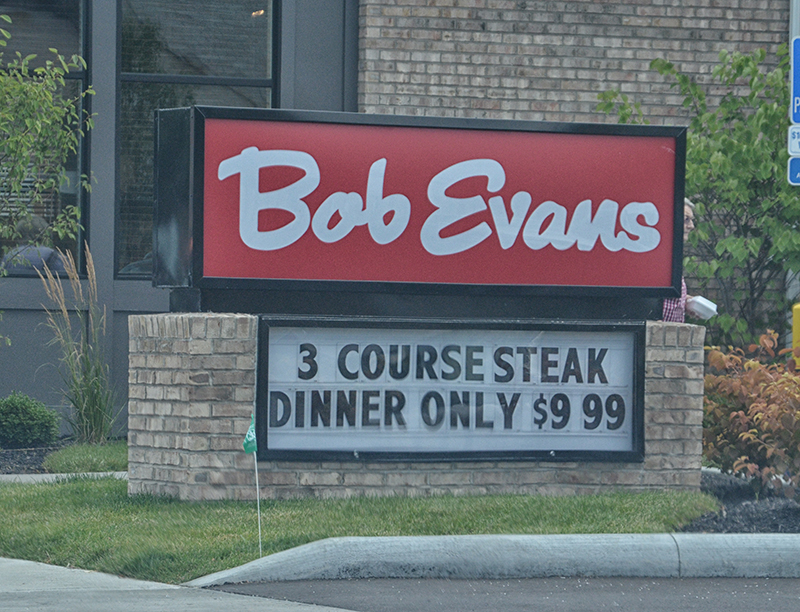 Bob Evans
3 COURSE STEAK
DINNER ONLY $9 99